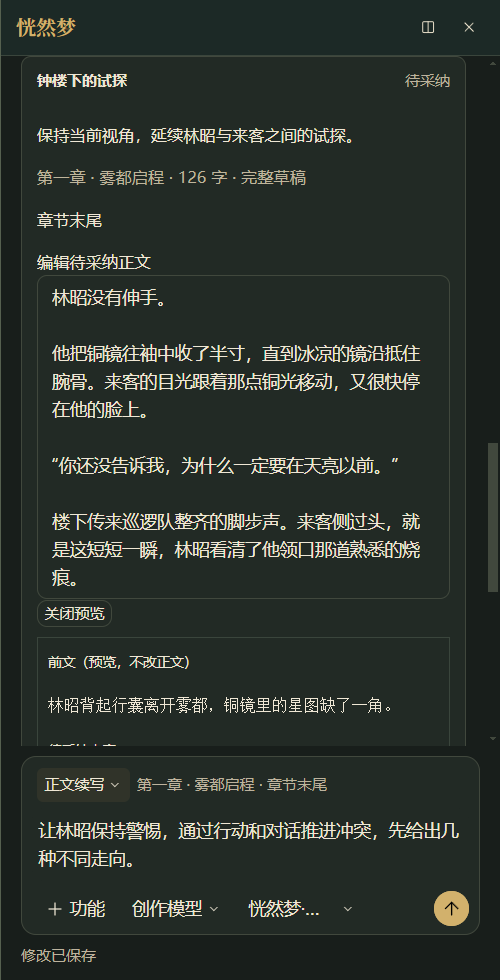 恍然梦
钟楼下的试探
待采纳
保持当前视角，延续林昭与来客之间的试探。
第一章 · 雾都启程 · 126 字 · 完整草稿
章节末尾
编辑待采纳正文
林昭没有伸手。
他把铜镜往袖中收了半寸，直到冰凉的镜沿抵住
腕骨。来客的目光跟着那点铜光移动，又很快停
在他的脸上。
“你还没告诉我，为什么一定要在天亮以前。”
楼下传来巡逻队整齐的脚步声。来客侧过头，就
是这短短一瞬，林昭看清了他领口那道熟悉的烧
痕。
关闭预览
前文（预览，不改正文）
林昭背起行囊离开雾都，铜镜里的星图缺了一角。
正文续写
第一章 · 雾都启程 · 章节末尾
让林昭保持警惕，通过行动和对话推进冲突，先给出几
种不同走向。
功能
创作模型
恍然梦·...
修改已保存